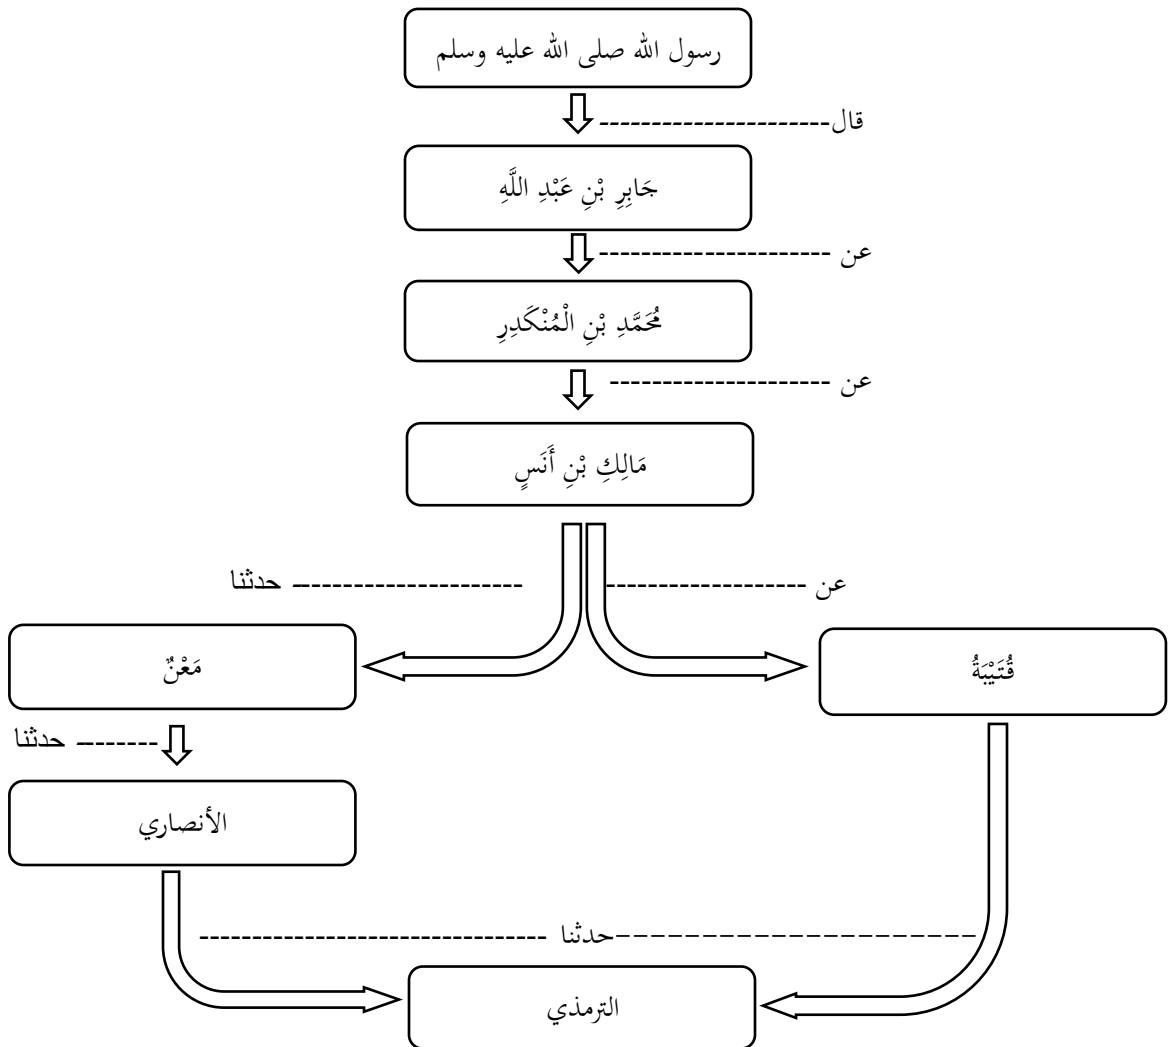 رسول الله صلى الله عليه وسلم
قال
جَابِرِ بْنِ عَبْدِ اللَّهِ
عن
مُحَمَّدِ بْنِ الْمُنْكَدِرِ
عن
مَالِكِ بْنِ أَنَسٍ
عن
حدثنا
قُتَيْبَةُ
مَعْنٌ
حدثنا
الأنصاري
حدثنا
الترمذي